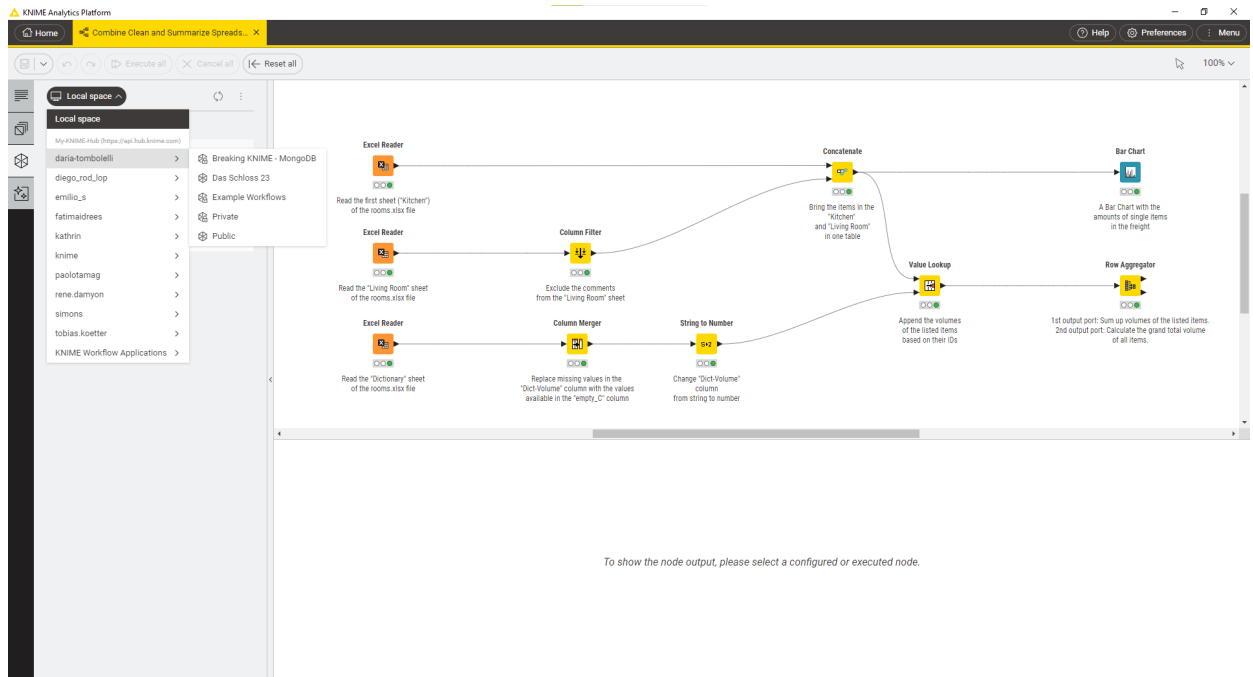 KNIME Analytics Platform
Home
Combine Clean and Summarize Spreads...
Help
Preferences
Menu
Execute all
Cancel all
Reset all
100%
Local space
Local space
My-KNIME-Hub (https://api.hub.knime.com)
daria-tombolelli
diego_rod_lop
emilio_s
fatimaidrees
kathrin
knime
paolotamag
rene.damyon
simons
tobias.koetter
KNIME Workflow Applications
Breaking KNIME - MongoDB
Das Schloss 23
Example Workflows
Private
Public
Excel Reader
Read the first sheet ("Kitchen")
of the rooms.xlsx file
Excel Reader
Read the "Living Room" sheet
of the rooms.xlsx file
Column Filter
Exclude the comments
from the "Living Room" sheet
Excel Reader
Read the "Dictionary" sheet
of the rooms.xlsx file
Column Merger
Replace missing values in the
"Dict-Volume" column with the values
available in the "empty_C" column
String to Number
S→2
Change "Dict-Volume"
column
from string to number
Concatenate
Bring the items in the
"Kitchen"
and "Living Room"
in one table
Value Lookup
Append the volumes
of the listed items
based on their IDs
Bar Chart
A Bar Chart with the
amounts of single items
in the freight
Row Aggregator
1st output port: Sum up volumes of the listed items.
2nd output port: Calculate the grand total volume
of all items.
To show the node output, please select a configured or executed node.